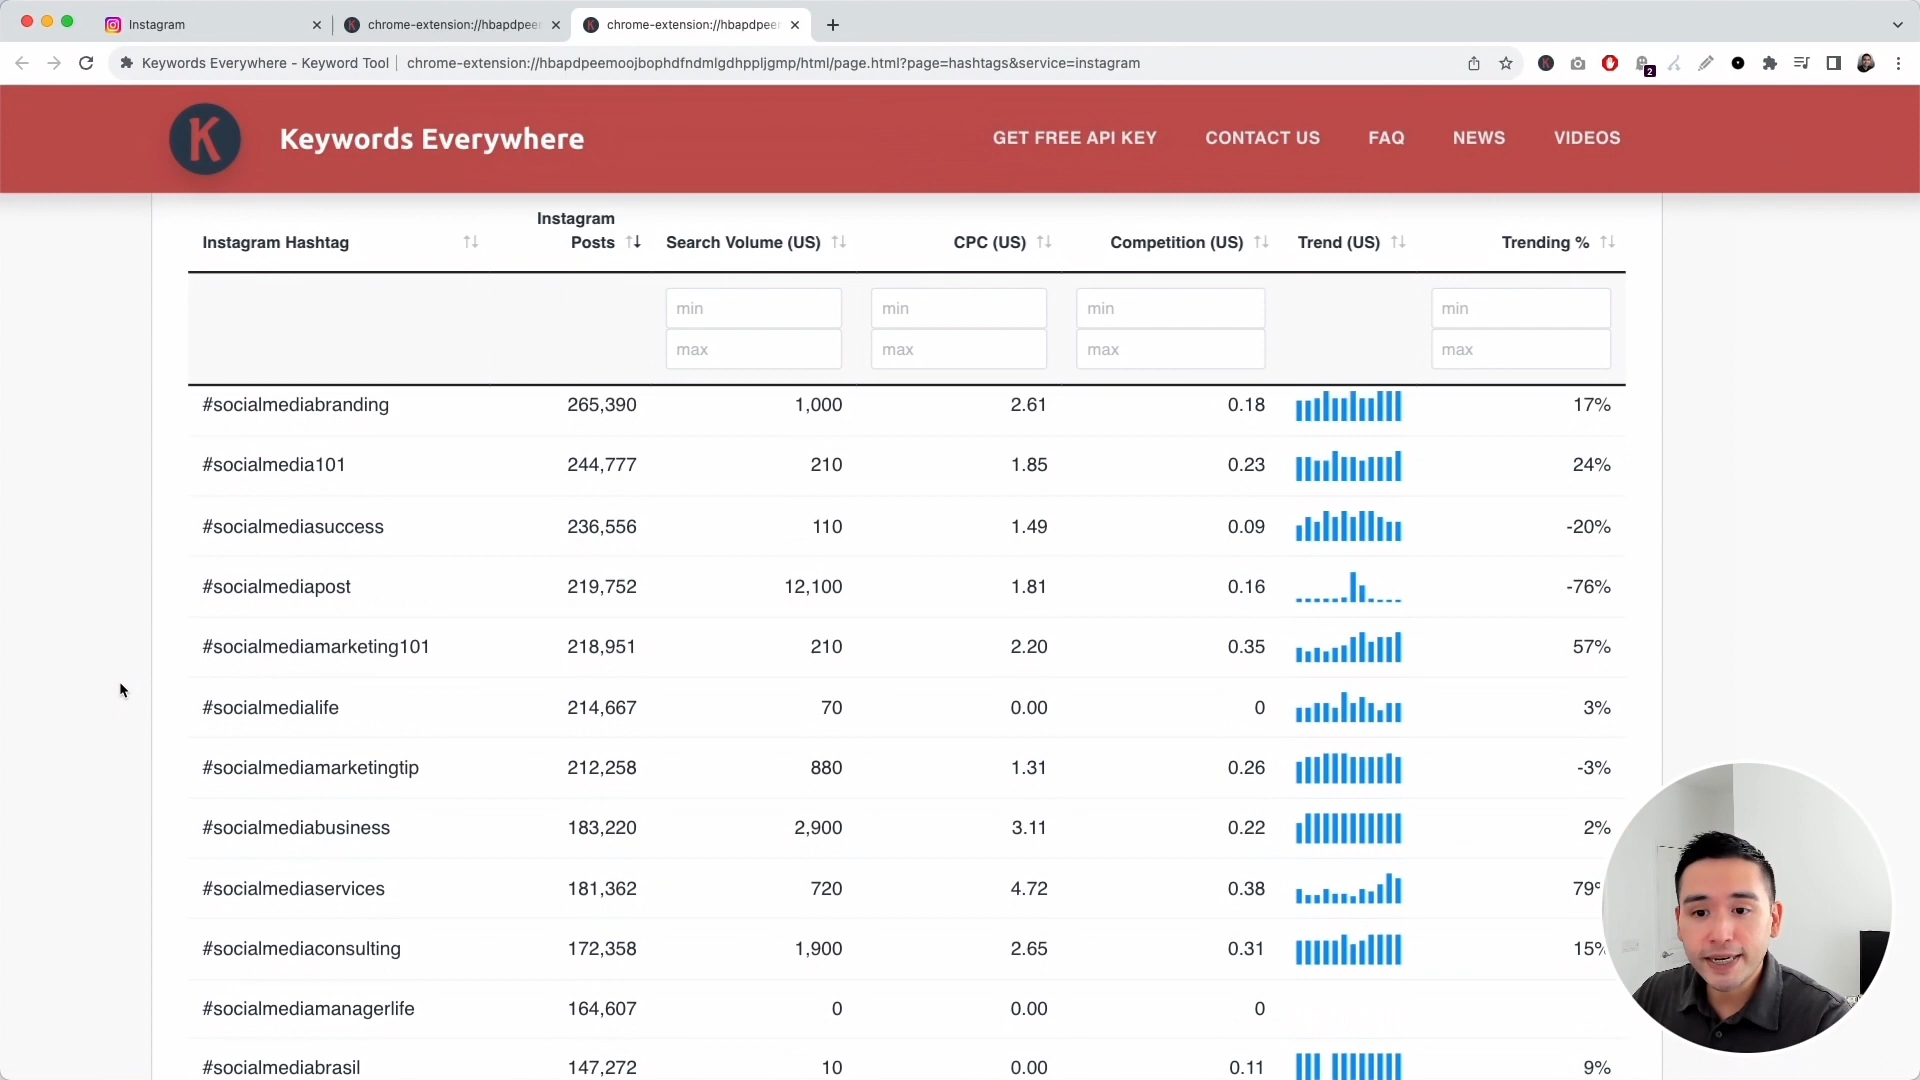 Instagram
chrome-extension://hbapdpeer
chrome-extension://hbapdpeer
Keywords Everywhere - Keyword Tool
chrome-extension://hbapdpeemoojbophdfndmlgdhppljgmp/html/page.html?page=hashtags&service=instagram
2
K
Keywords Everywhere
GET FREE API KEY
CONTACT US
FAQ
NEWS
VIDEOS
Instagram Hashtag
Instagram
Posts
Search Volume (US)
CPC (US)
Competition (US)
Trend (US)
Trending %
min
min
min
min
max
max
max
max
#socialmediabranding 265,390 1,000 2.61 0.18 17%
#socialmedia101 244,777 210 1.85 0.23 24%
#socialmediasuccess 236,556 110 1.49 0.09 -20%
#socialmediapost 219,752 12,100 1.81 0.16 -76%
#socialmediamarketing101 218,951 210 2.20 0.35 57%
#socialmedialife 214,667 70 0.00 0 3%
#socialmediamarketingtip 212,258 880 1.31 0.26 -3%
#socialmediabusiness 183,220 2,900 3.11 0.22 2%
#socialmediaservices 181,362 720 4.72 0.38 79%
#socialmediaconsulting 172,358 1,900 2.65 0.31 15%
#socialmediamanagerlife 164,607 0 0.00 0
#socialmediabrasil 147,272 10 0.00 0.11 9%